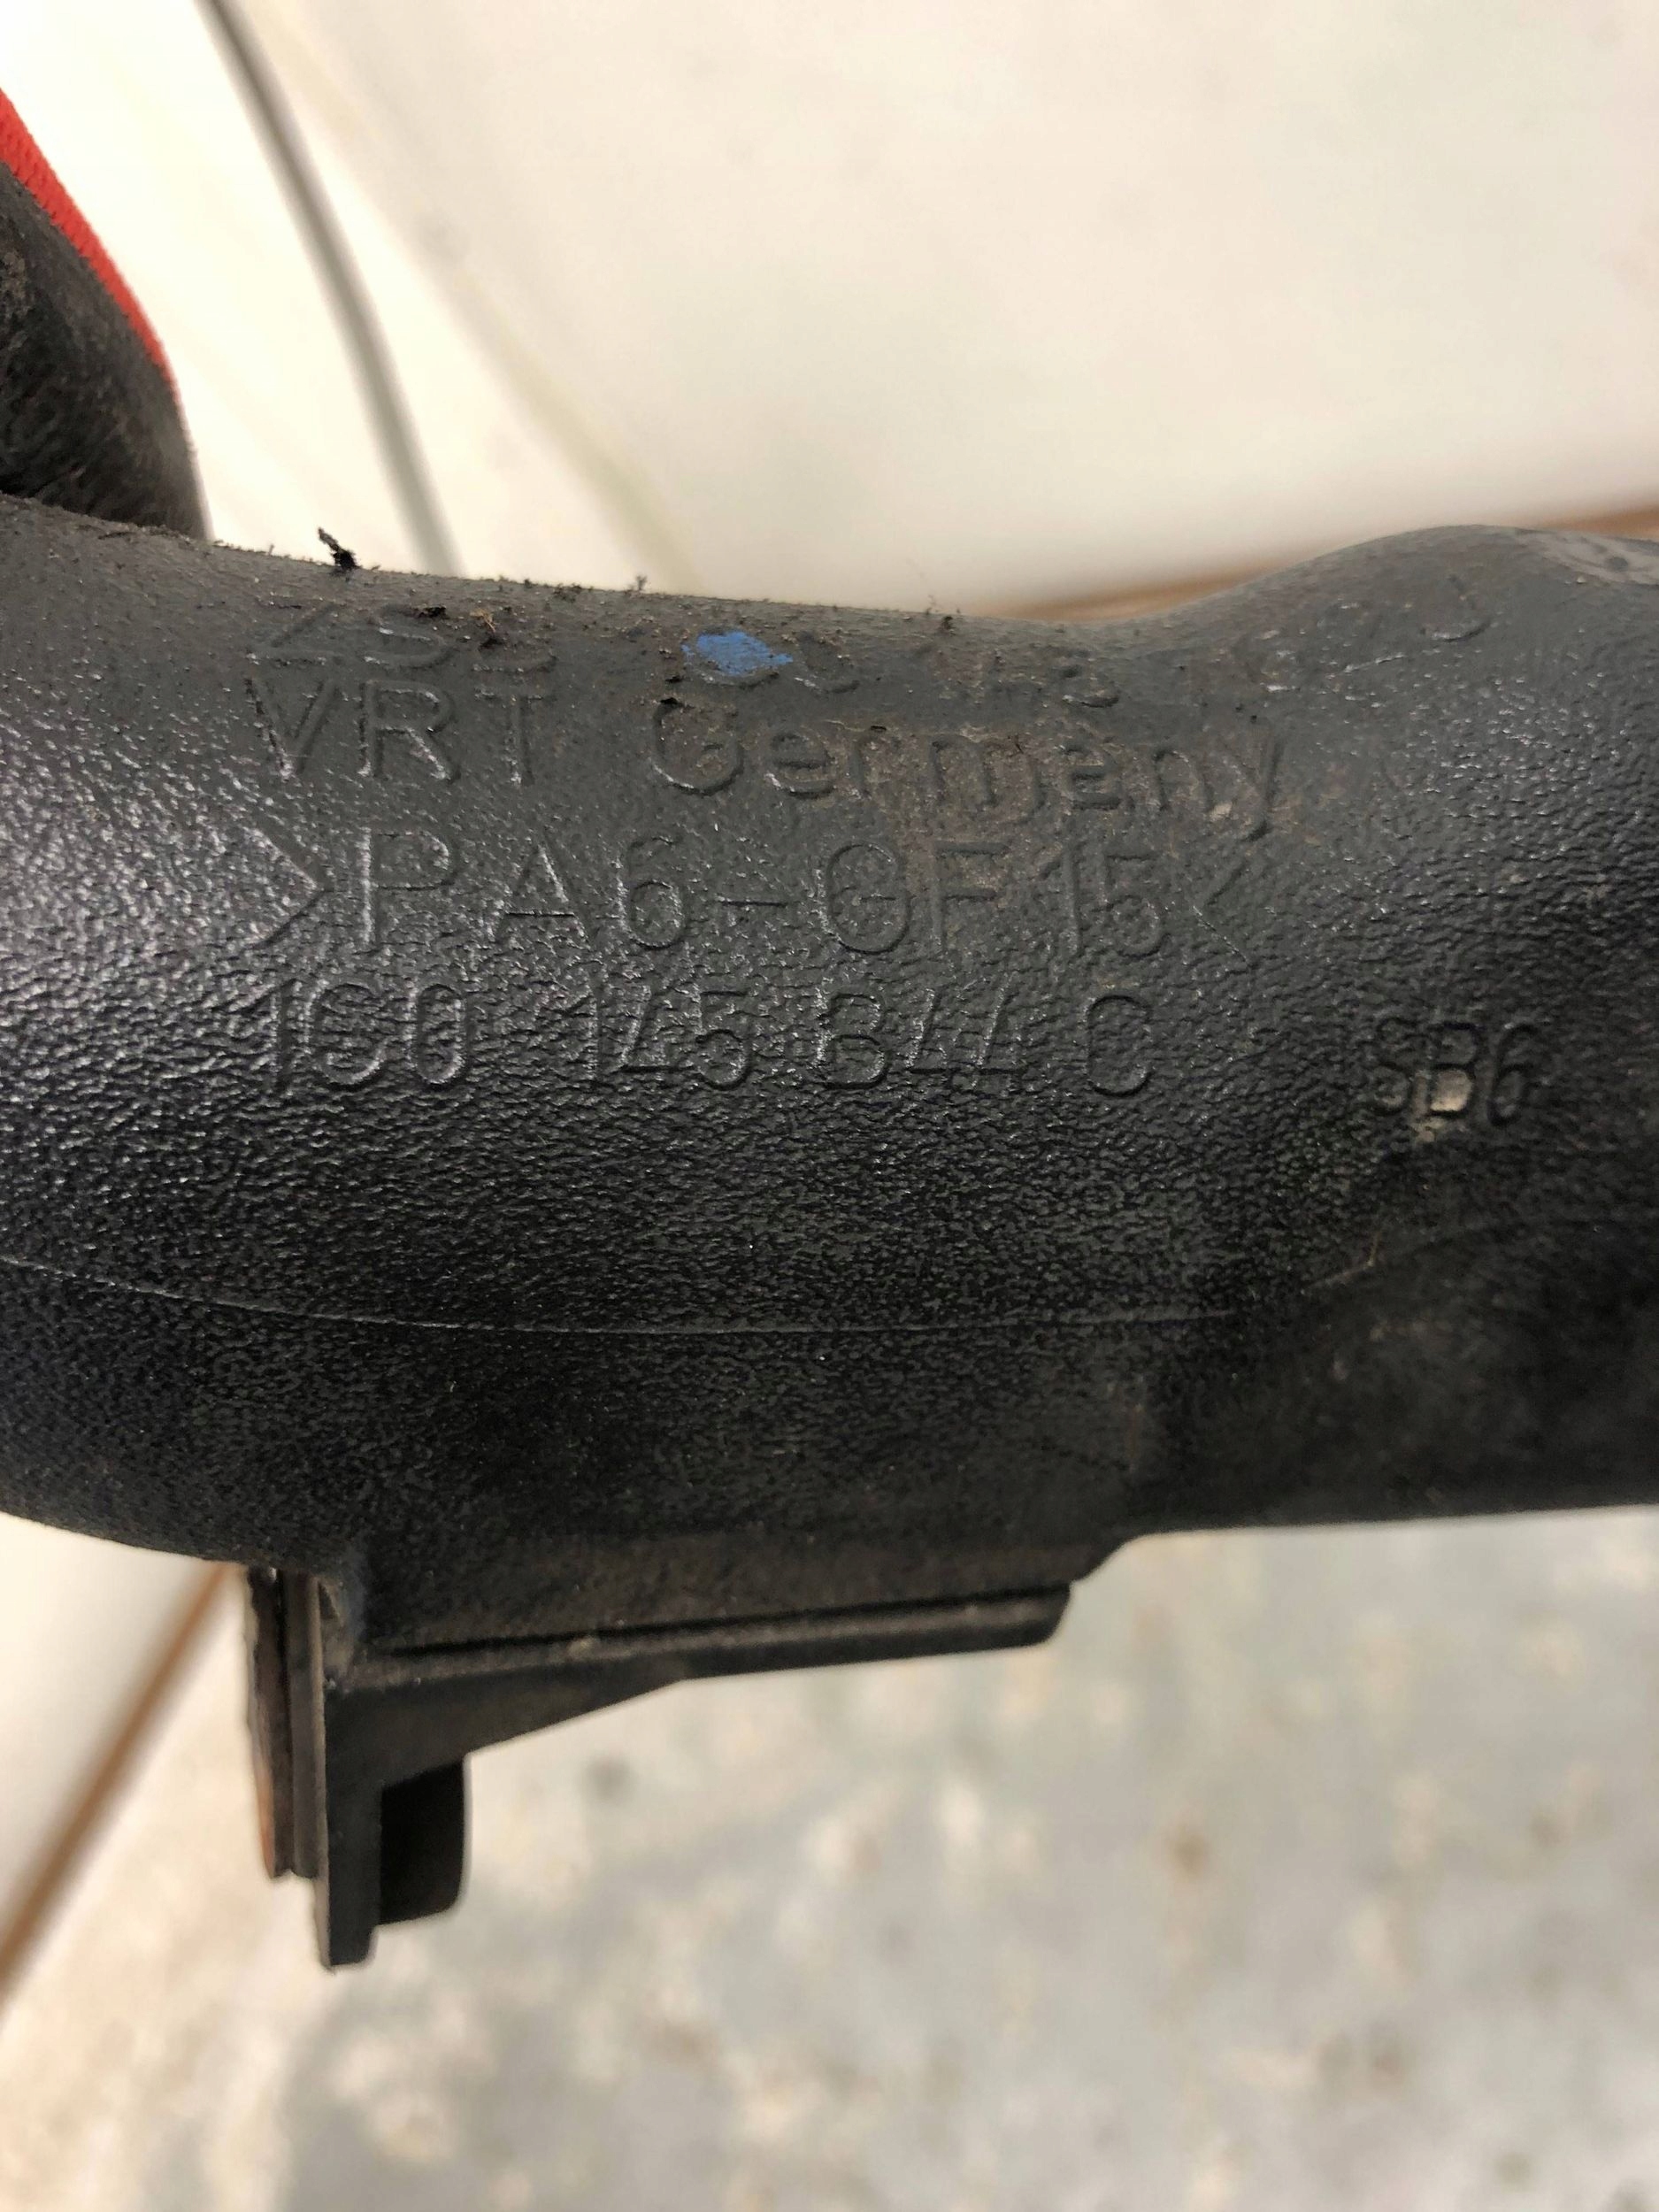 VRT Germany
>PA6-GF15<
1C0 145 844 C
SB6